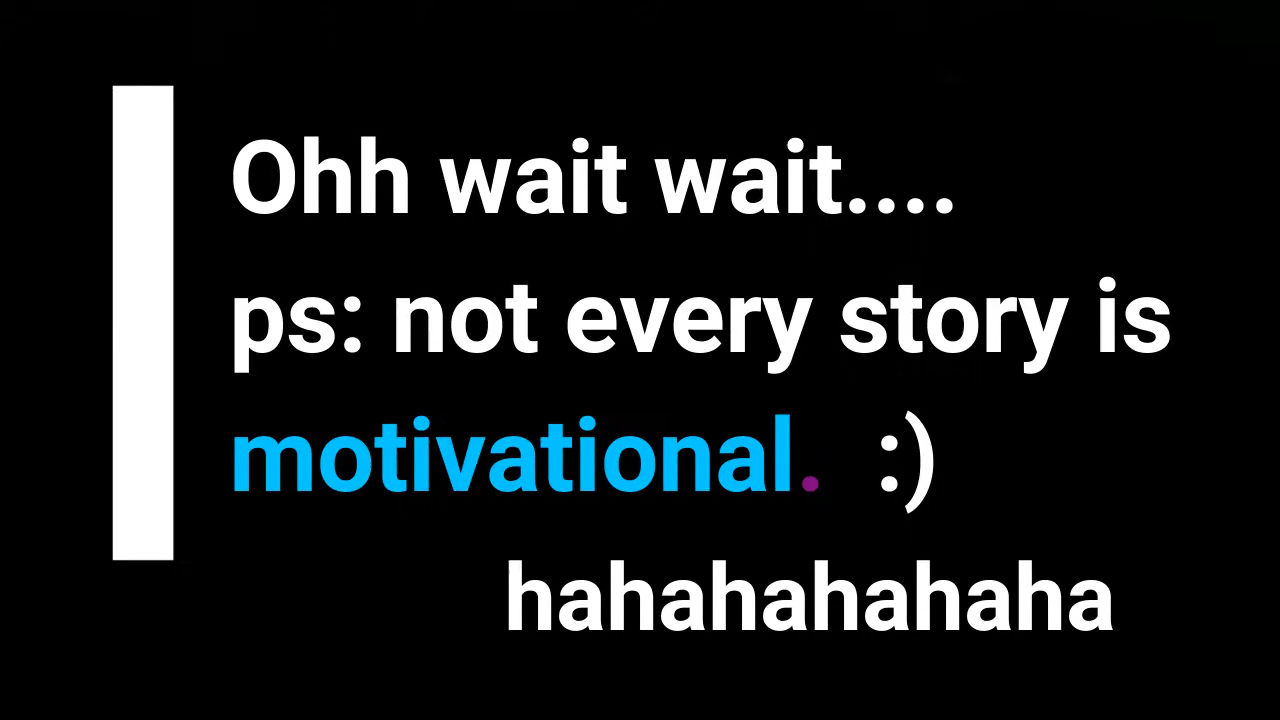 Ohh wait wait....
ps: not every story is
motivational.  :)
hahahahahaha